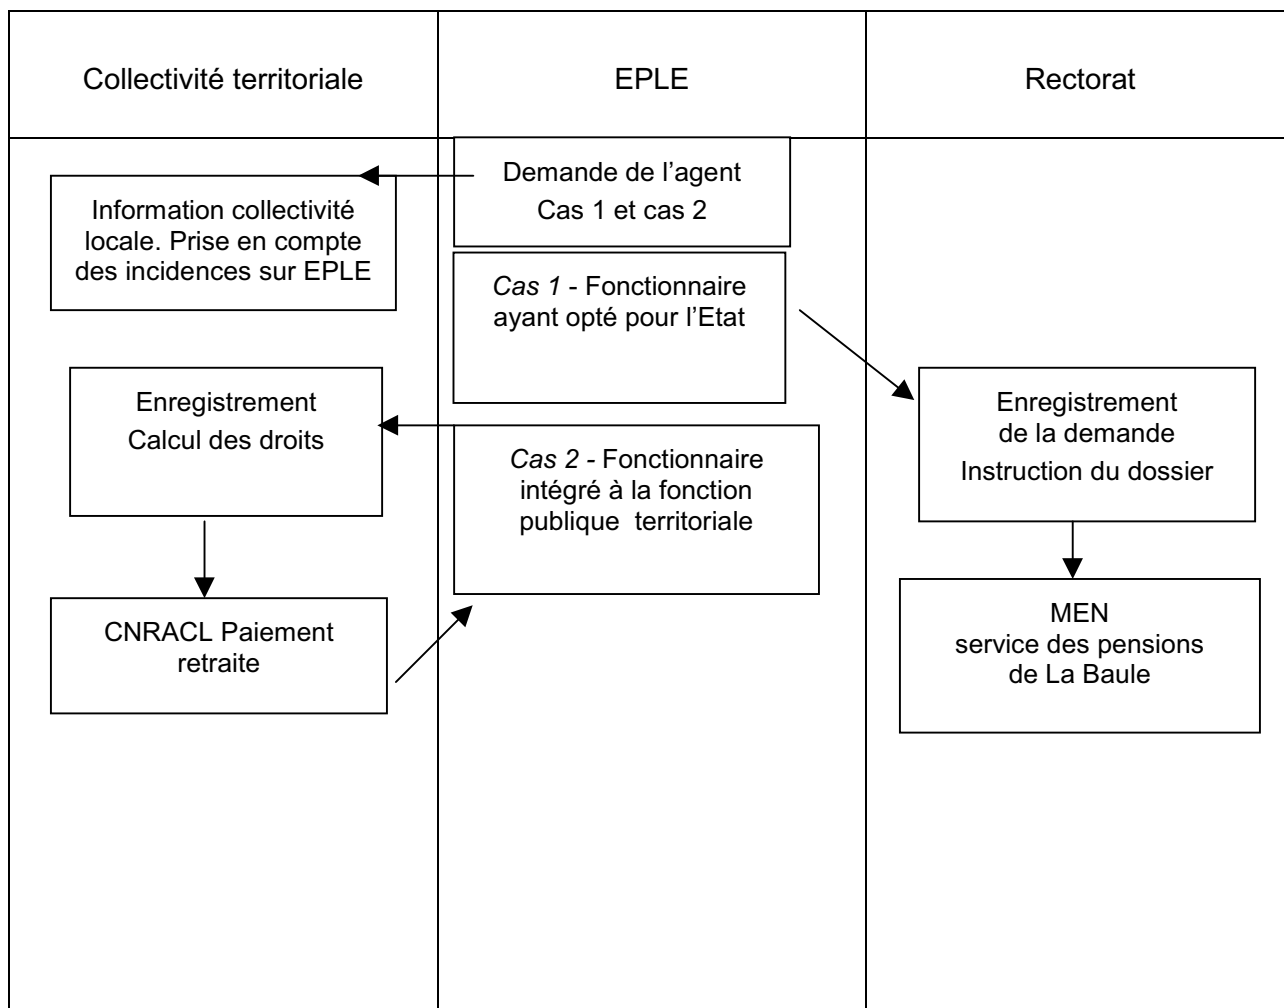 Collectivité territoriale
EPLE
Rectorat
Demande de l’agent
Cas 1 et cas 2
Information collectivité
locale. Prise en compte
des incidences sur EPLE
Cas 1 - Fonctionnaire
ayant opté pour l’Etat
Enregistrement
Calcul des droits
Enregistrement
de la demande
Instruction du dossier
Cas 2 - Fonctionnaire
intégré à la fonction
publique territoriale
CNRACL Paiement
retraite
MEN
service des pensions
de La Baule